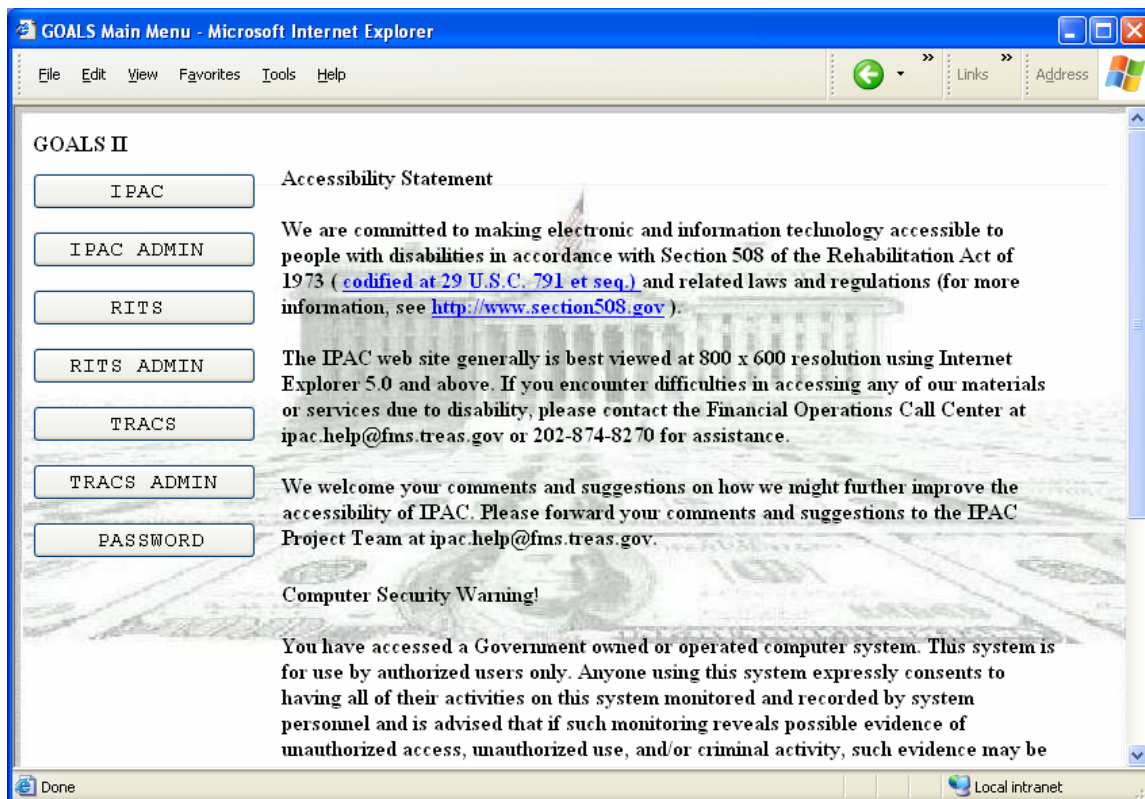 GOALS Main Menu - Microsoft Internet Explorer
File Edit View Favorites Tools Help
» Links » Address
GOALS II
IPAC
IPAC ADMIN
RITS
RITS ADMIN
TRACS
TRACS ADMIN
PASSWORD
Accessibility Statement
We are committed to making electronic and information technology accessible to
people with disabilities in accordance with Section 508 of the Rehabilitation Act of
1973 ( codified at 29 U.S.C. 791 et seq.) and related laws and regulations (for more
information, see http://www.section508.gov ).
The IPAC web site generally is best viewed at 800 x 600 resolution using Internet
Explorer 5.0 and above. If you encounter difficulties in accessing any of our materials
or services due to disability, please contact the Financial Operations Call Center at
ipac.help@fms.treas.gov or 202-874-8270 for assistance.
We welcome your comments and suggestions on how we might further improve the
accessibility of IPAC. Please forward your comments and suggestions to the IPAC
Project Team at ipac.help@fms.treas.gov.
Computer Security Warning!
You have accessed a Government owned or operated computer system. This system is
for use by authorized users only. Anyone using this system expressly consents to
having all of their activities on this system monitored and recorded by system
personnel and is advised that if such monitoring reveals possible evidence of
unauthorized access, unauthorized use, and/or criminal activity, such evidence may be
Done
Local intranet